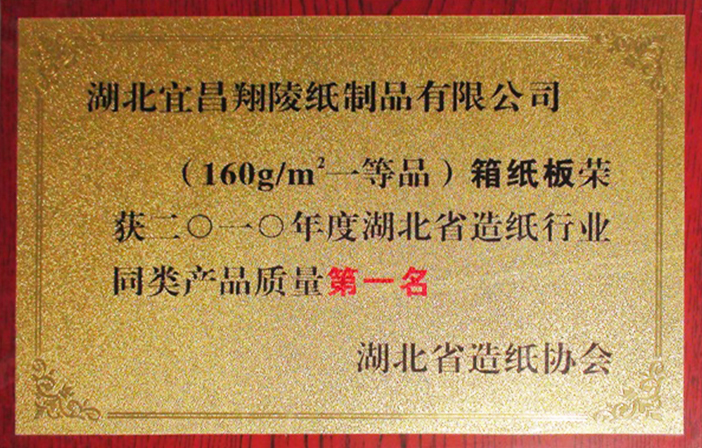 湖北宜昌翔陵纸制品有限公司
（160g/m²一等品）箱纸板荣
获二〇一〇年度湖北省造纸行业
同类产品质量第一名
湖北省造纸协会